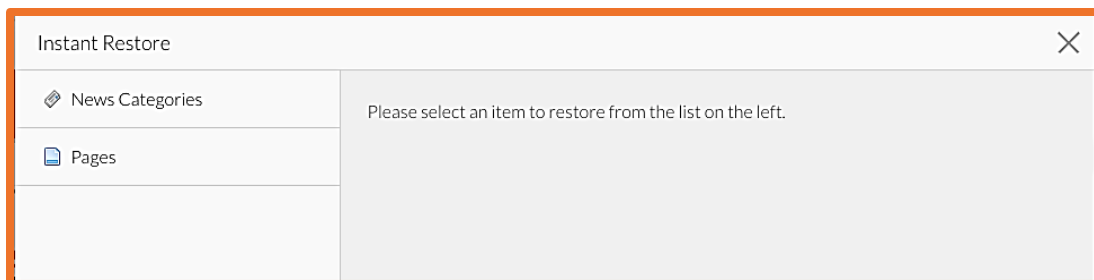 Instant Restore
News Categories
Please select an item to restore from the list on the left.
Pages